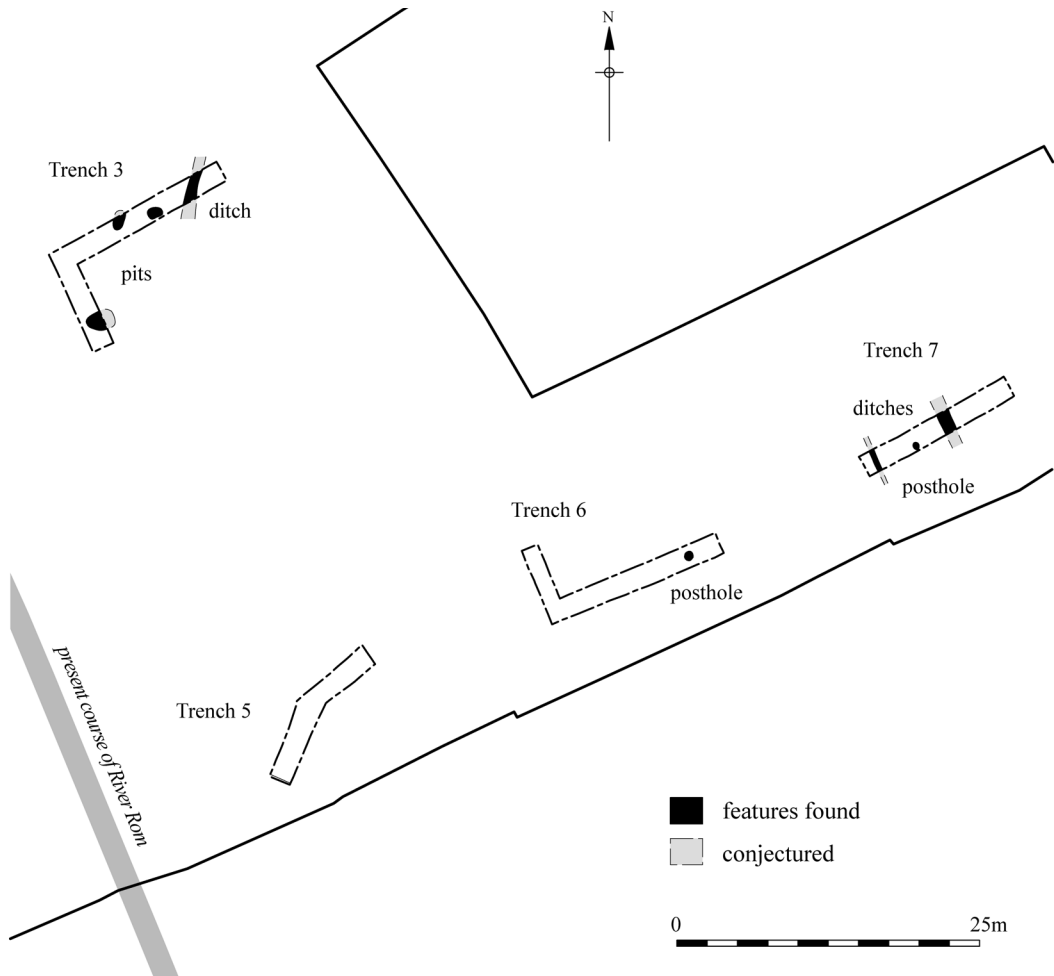 N
Trench 3
ditch
pits
Trench 7
ditches
posthole
Trench 6
posthole
present course of River Rom
Trench 5
features found
conjectured
0 25m